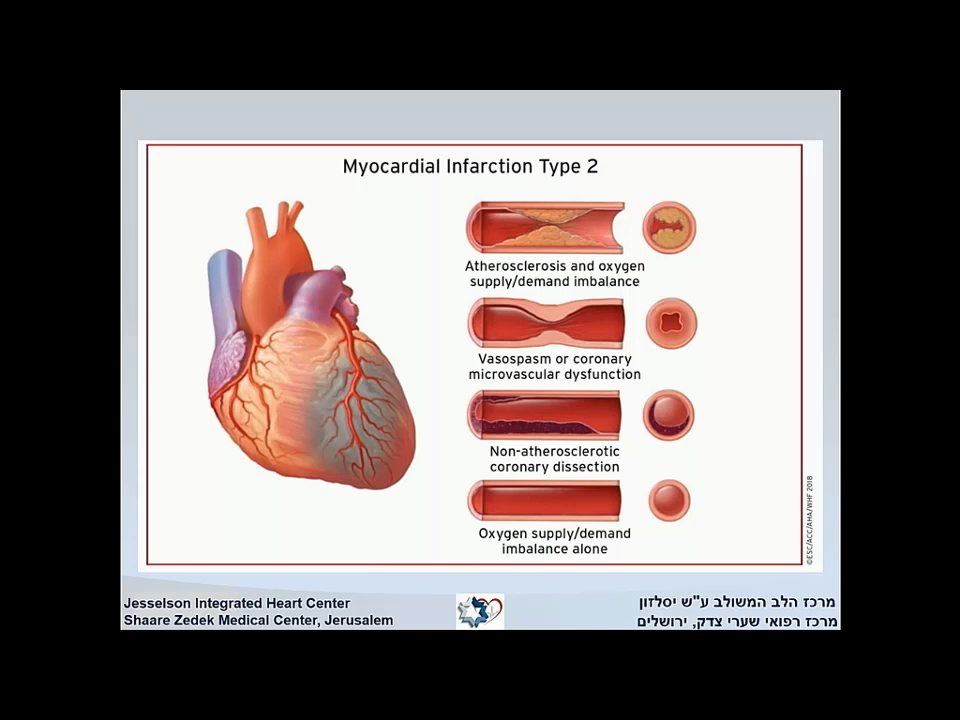 Myocardial Infarction Type 2
Atherosclerosis and oxygen
supply/demand imbalance
Vasospasm or coronary
microvascular dysfunction
Non-atherosclerotic
coronary dissection
Oxygen supply/demand
imbalance alone
©ESC/ACC/AHA/WHF 2018
Jesselson Integrated Heart Center
Shaare Zedek Medical Center, Jerusalem
מרכז הלב המשולב ע"ש יסלזון
מרכז רפואי שערי צדק, ירושלים